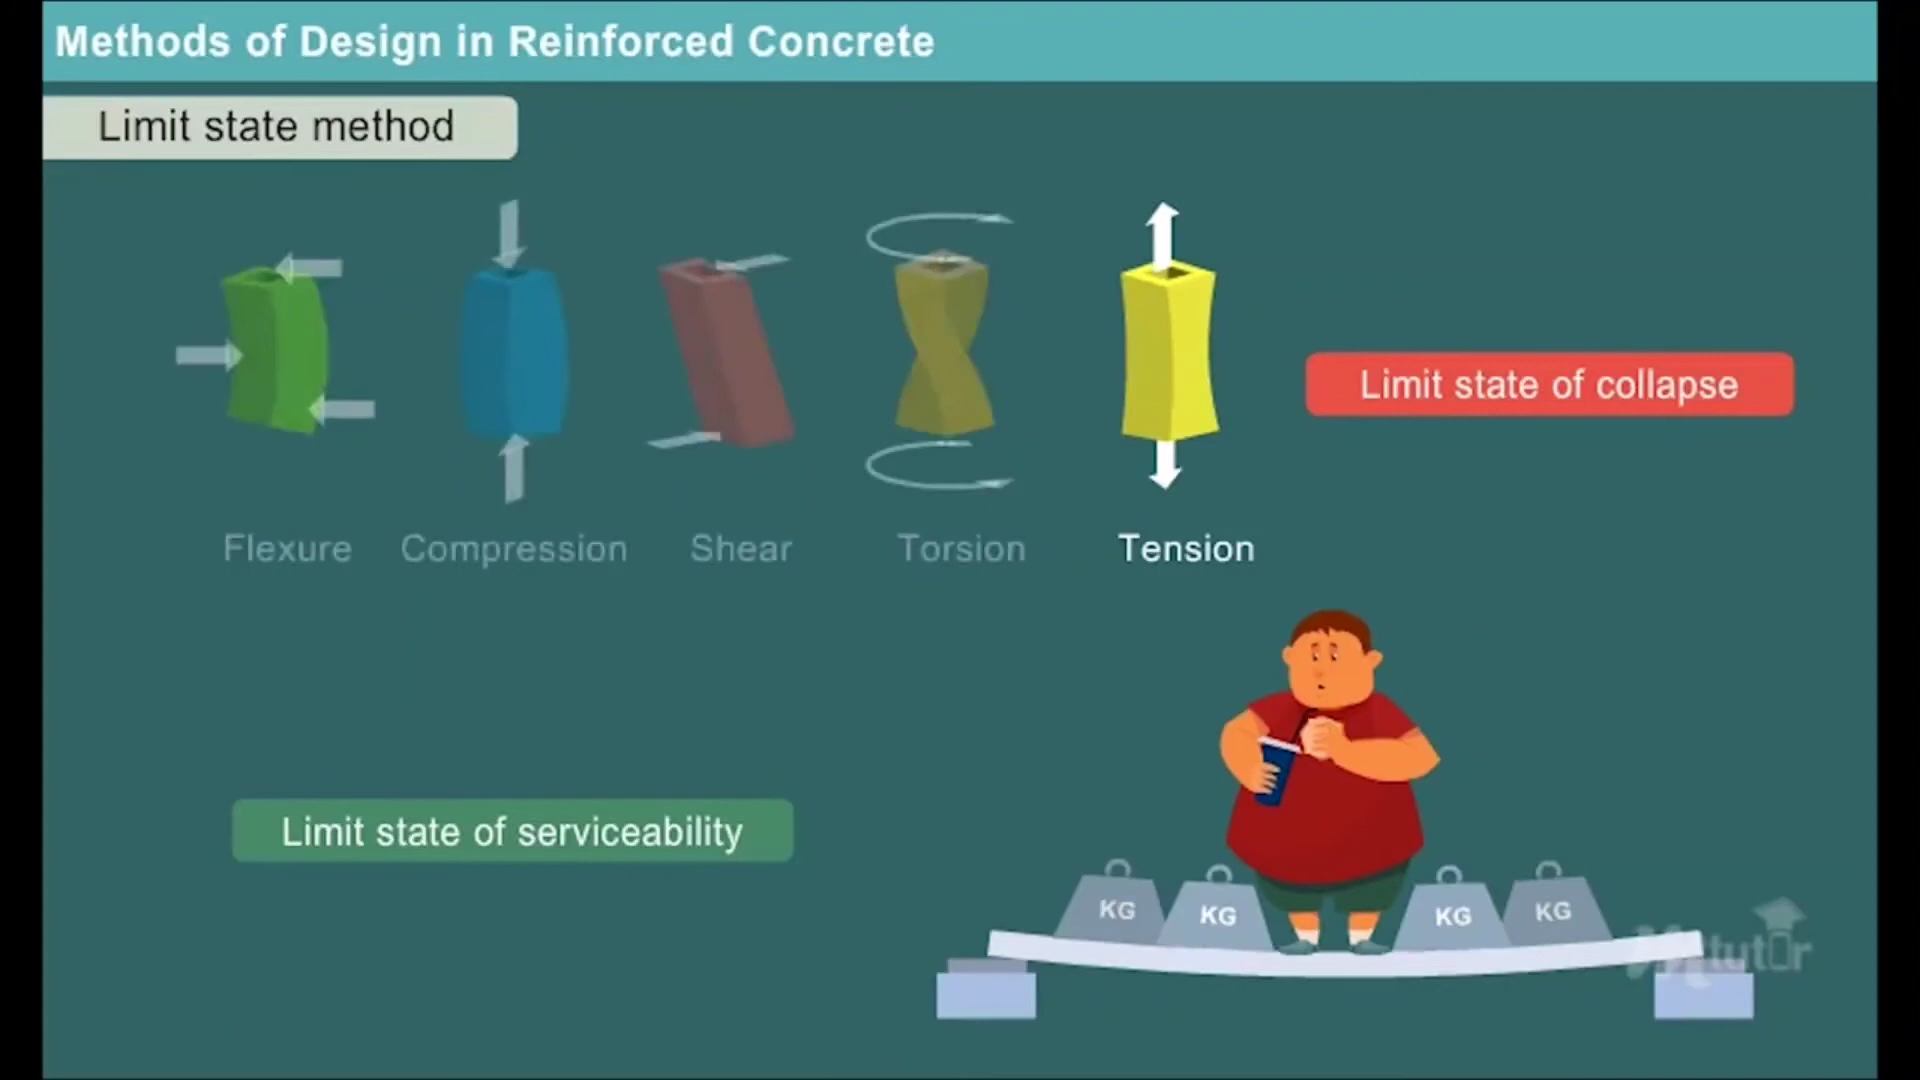 Methods of Design in Reinforced Concrete
Limit state method
Limit state of collapse
Flexure Compression Shear Torsion Tension
Limit state of serviceability
KG KG KG KG